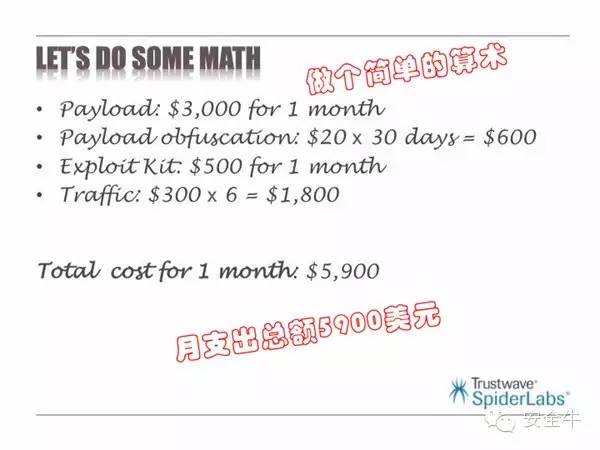 LET'S DO SOME MATH
做个简单的算术
• Payload: $3,000 for 1 month
• Payload obfuscation: $20 x 30 days = $600
• Exploit Kit: $500 for 1 month
• Traffic: $300 x 6 = $1,800
Total cost for 1 month: $5,900
月支出总额5900美元
Trustwave®
SpiderLabs®
安全牛